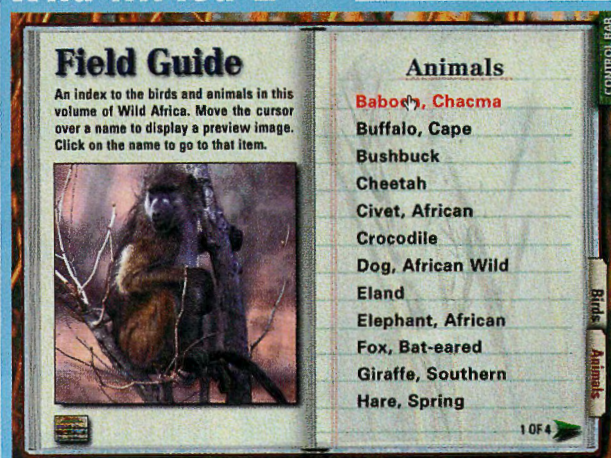 Field Guide
An index to the birds and animals in this
volume of Wild Africa. Move the cursor
over a name to display a preview image.
Click on the name to go to that item.
Animals
Baboon, Chacma
Buffalo, Cape
Bushbuck
Cheetah
Civet, African
Crocodile
Dog, African Wild
Eland
Elephant, African
Fox, Bat-eared
Giraffe, Southern
Hare, Spring
1 OF 4
Birds
Animals
CONTROL BAR